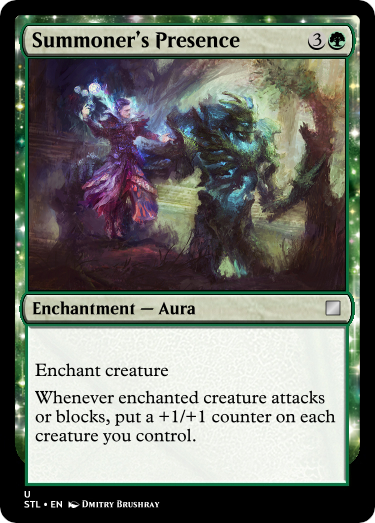 Summoner's Presence 3
Enchantment — Aura
Enchant creature
Whenever enchanted creature attacks
or blocks, put a +1/+1 counter on each
creature you control.
U
STL • EN Dmitry Brushray